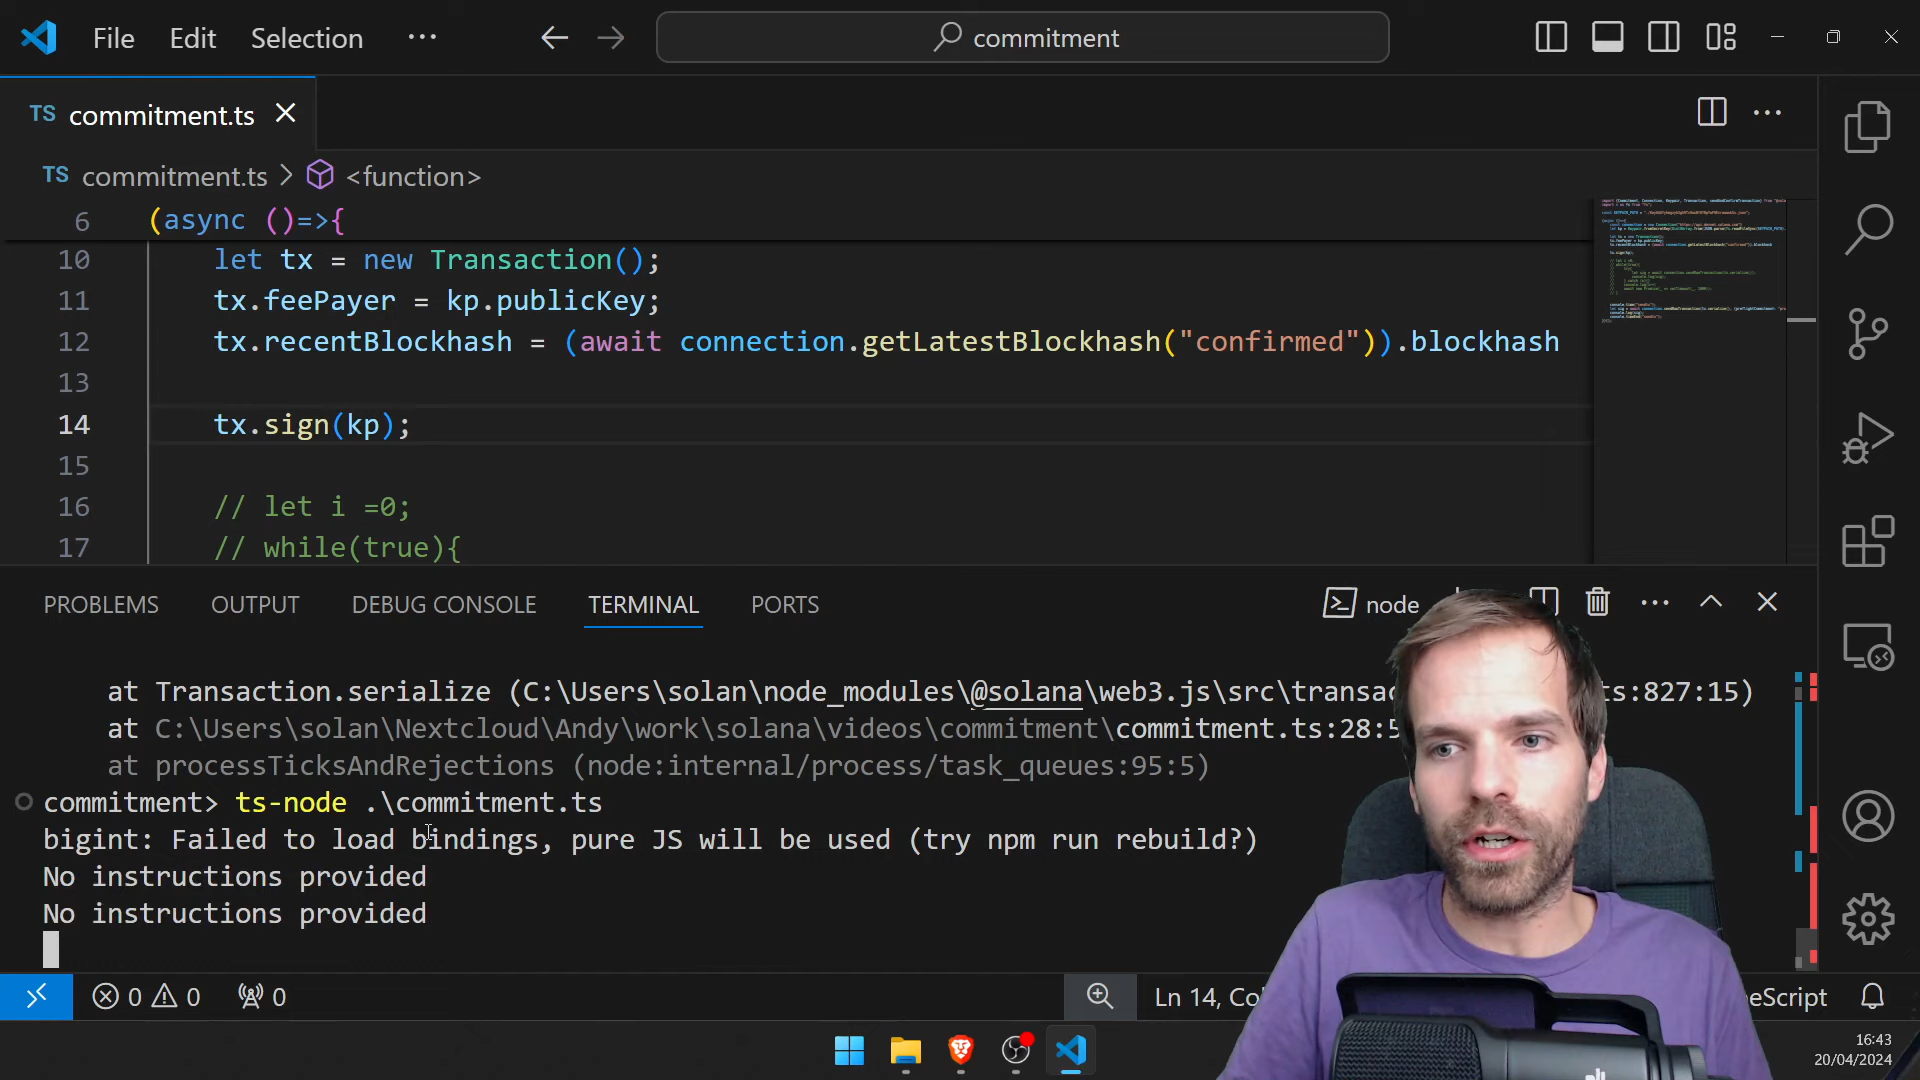 File Edit Selection ··· commitment
TS commitment.ts
TS commitment.ts > <function>
6 (async ()=>{
10 let tx = new Transaction();
11 tx.feePayer = kp.publicKey;
12 tx.recentBlockhash = (await connection.getLatestBlockhash("confirmed")).blockhash
13
14 tx.sign(kp);
15
16 // let i =0;
17 // while(true){
PROBLEMS OUTPUT DEBUG CONSOLE TERMINAL PORTS node
at Transaction.serialize (C:\Users\solan\node_modules\@solana\web3.js\src\transac ts:827:15)
at C:\Users\solan\Nextcloud\Andy\work\solana\videos\commitment\commitment.ts:28:5
at processTicksAndRejections (node:internal/process/task_queues:95:5)
commitment> ts-node .\commitment.ts
bigint: Failed to load bindings, pure JS will be used (try npm run rebuild?)
No instructions provided
No instructions provided
0 0 0 Ln 14, Co eScript
16:43
20/04/2024